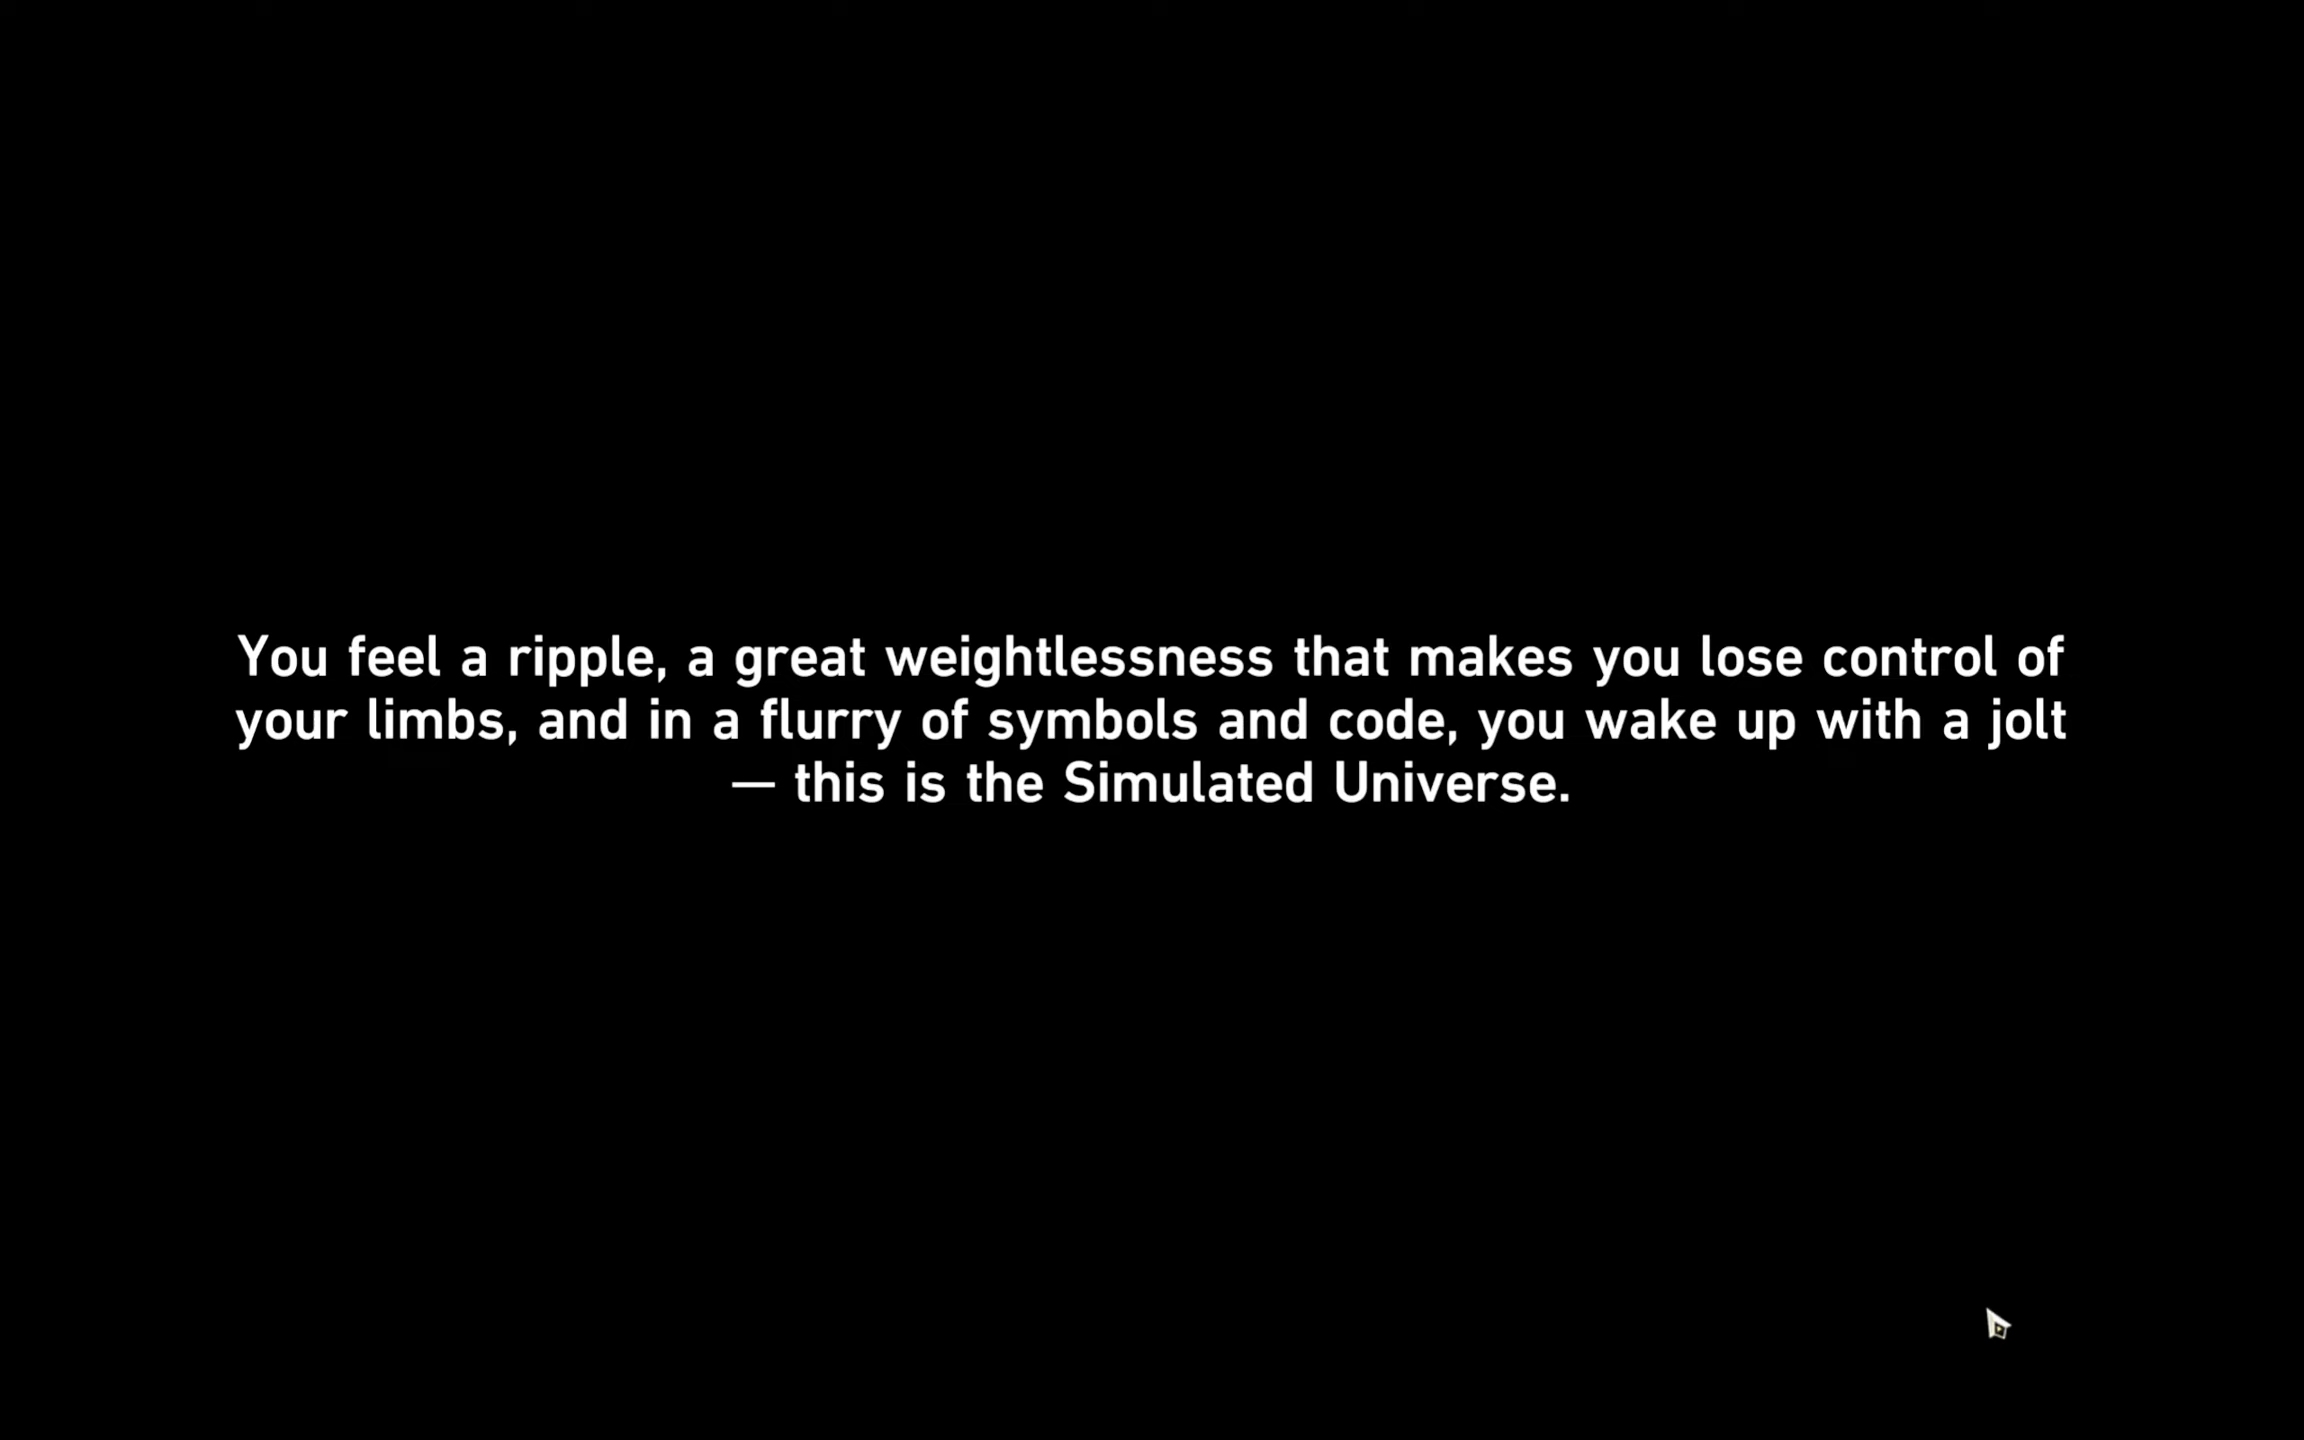 You feel a ripple, a great weightlessness that makes you lose control of
your limbs, and in a flurry of symbols and code, you wake up with a jolt
— this is the Simulated Universe.